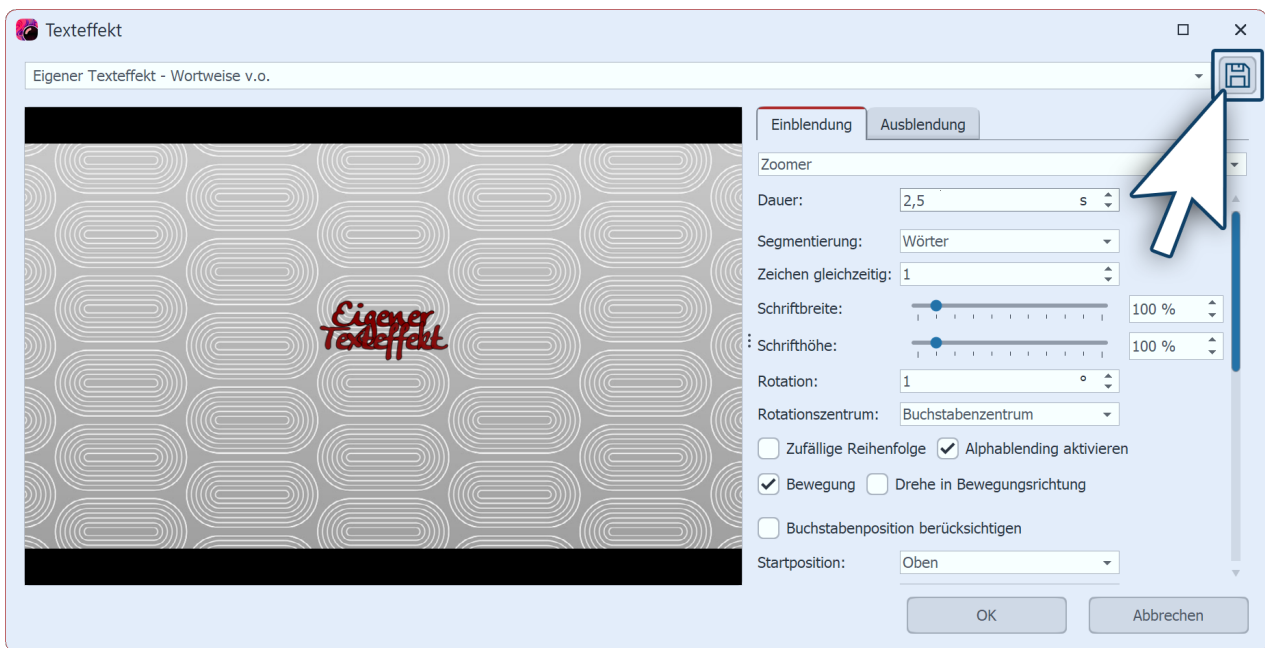 Texteffekt
Eigener Texteffekt - Wortweise v.o.
Einblendung Ausblendung
Zoomer
Dauer: 2,5 s
Segmentierung: Wörter
Zeichen gleichzeitig: 1
Schriftbreite: 100 %
Eigener
Texteffekt
Schrifthöhe: 100 %
Rotation: 1 °
Rotationszentrum: Buchstabenzentrum
Zufällige Reihenfolge Alphablending aktivieren
Bewegung Drehe in Bewegungsrichtung
Buchstabenposition berücksichtigen
Startposition: Oben
OK Abbrechen